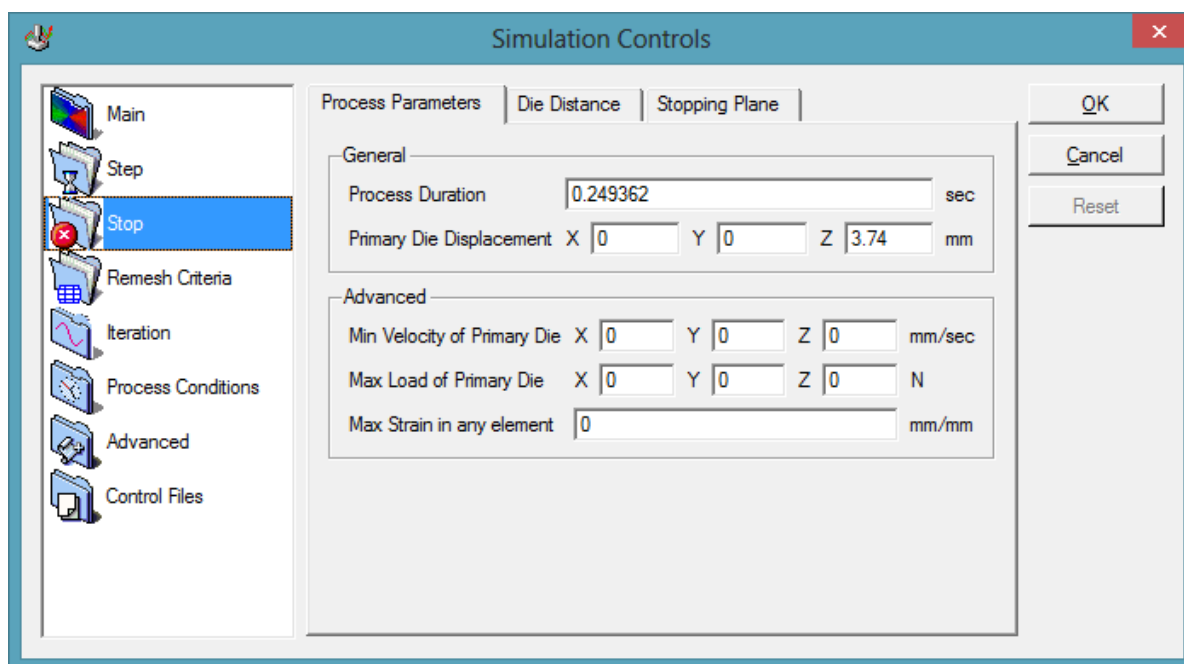 Simulation Controls
Main
Step
Stop
Remesh Criteria
Iteration
Process Conditions
Advanced
Control Files
Process Parameters Die Distance Stopping Plane
General
Process Duration 0.249362 sec
Primary Die Displacement X 0 Y 0 Z 3.74 mm
Advanced
Min Velocity of Primary Die X 0 Y 0 Z 0 mm/sec
Max Load of Primary Die X 0 Y 0 Z 0 N
Max Strain in any element 0 mm/mm
OK
Cancel
Reset